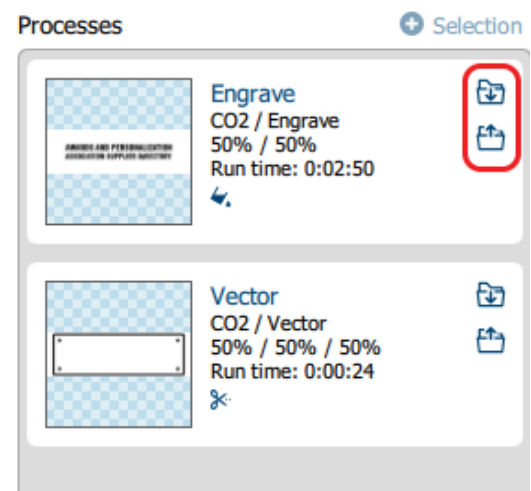 Processes
Selection
Engrave
CO2 / Engrave
50% / 50%
Run time: 0:02:50
AWARDS AND PERSONALIZATION
ASSOCIATION SUPPLIER DIRECTORY
Vector
CO2 / Vector
50% / 50% / 50%
Run time: 0:00:24